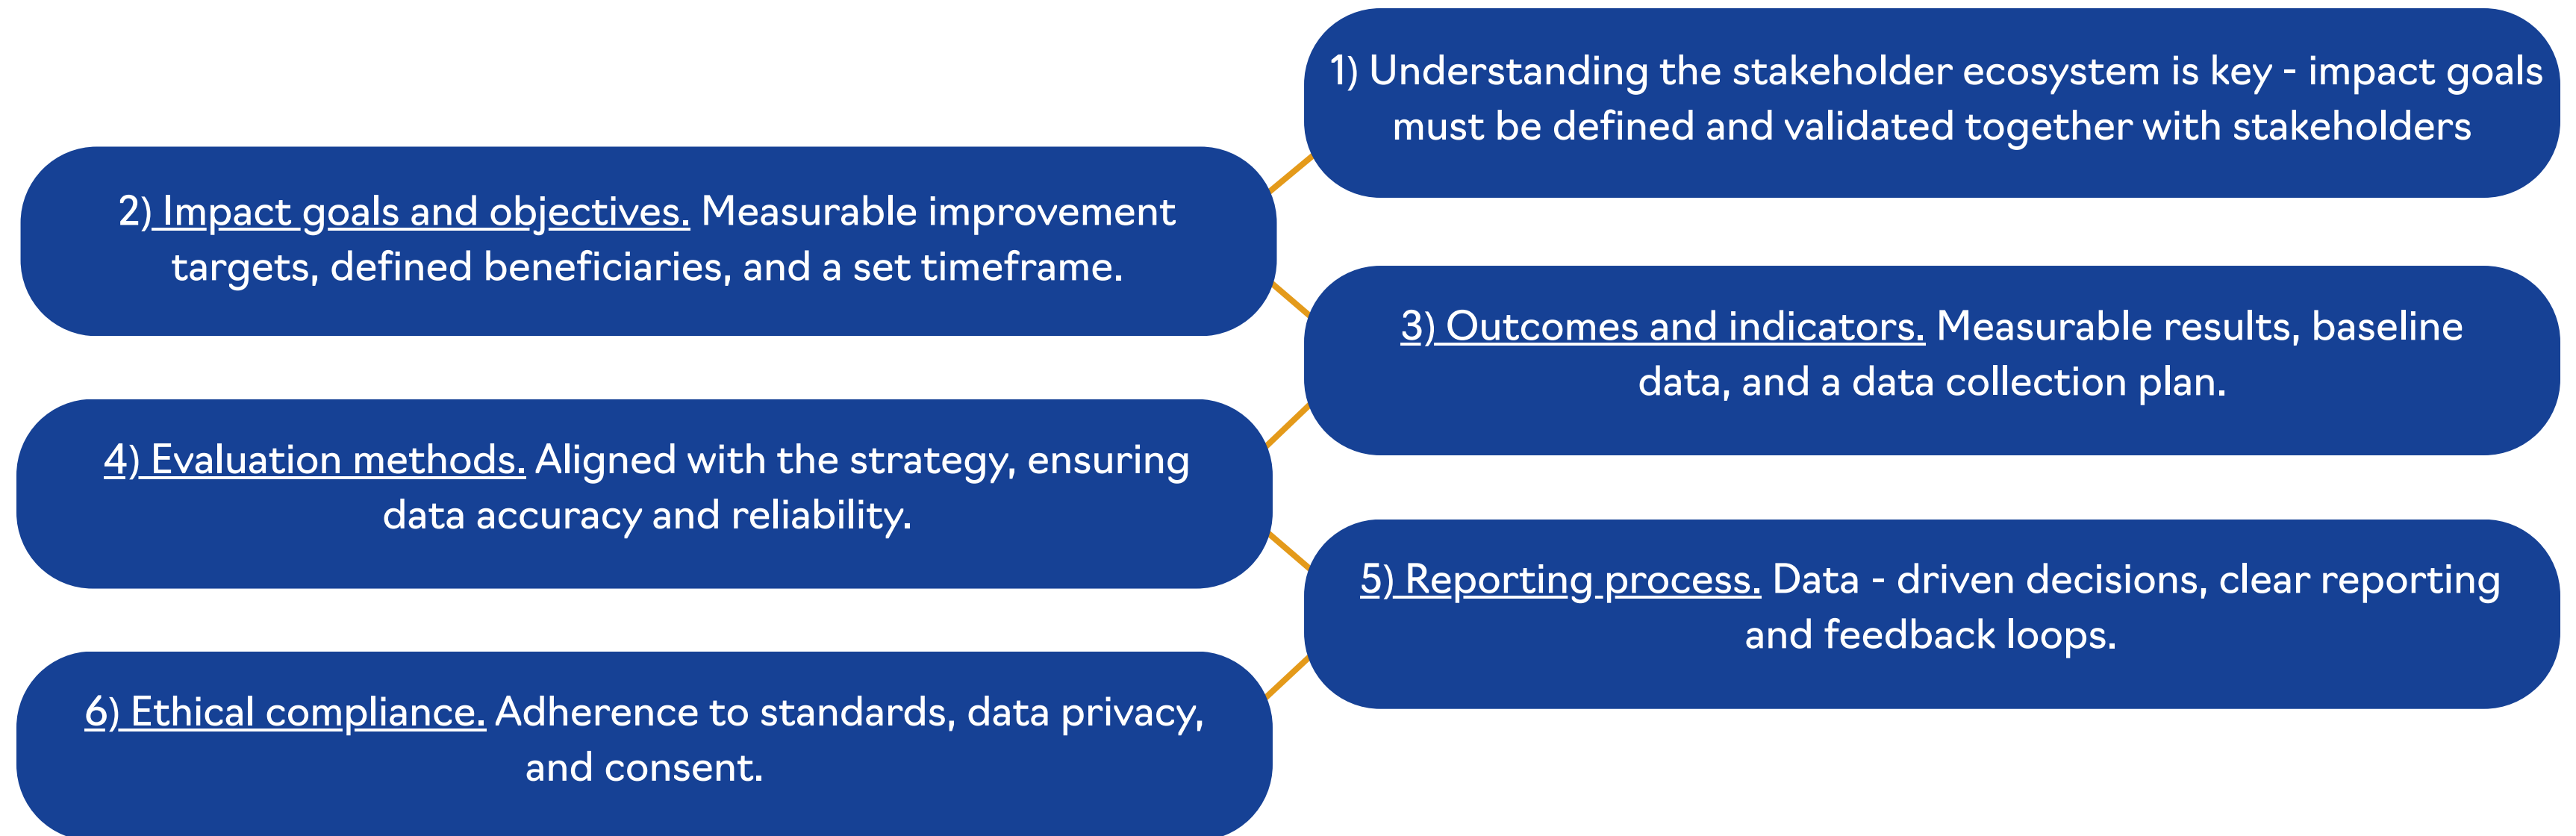 1) Understanding the stakeholder ecosystem is key - impact goals
must be defined and validated together with stakeholders
2) Impact goals and objectives. Measurable improvement
targets, defined beneficiaries, and a set timeframe.
3) Outcomes and indicators. Measurable results, baseline
data, and a data collection plan.
4) Evaluation methods. Aligned with the strategy, ensuring
data accuracy and reliability.
5) Reporting process. Data - driven decisions, clear reporting
and feedback loops.
6) Ethical compliance. Adherence to standards, data privacy,
and consent.